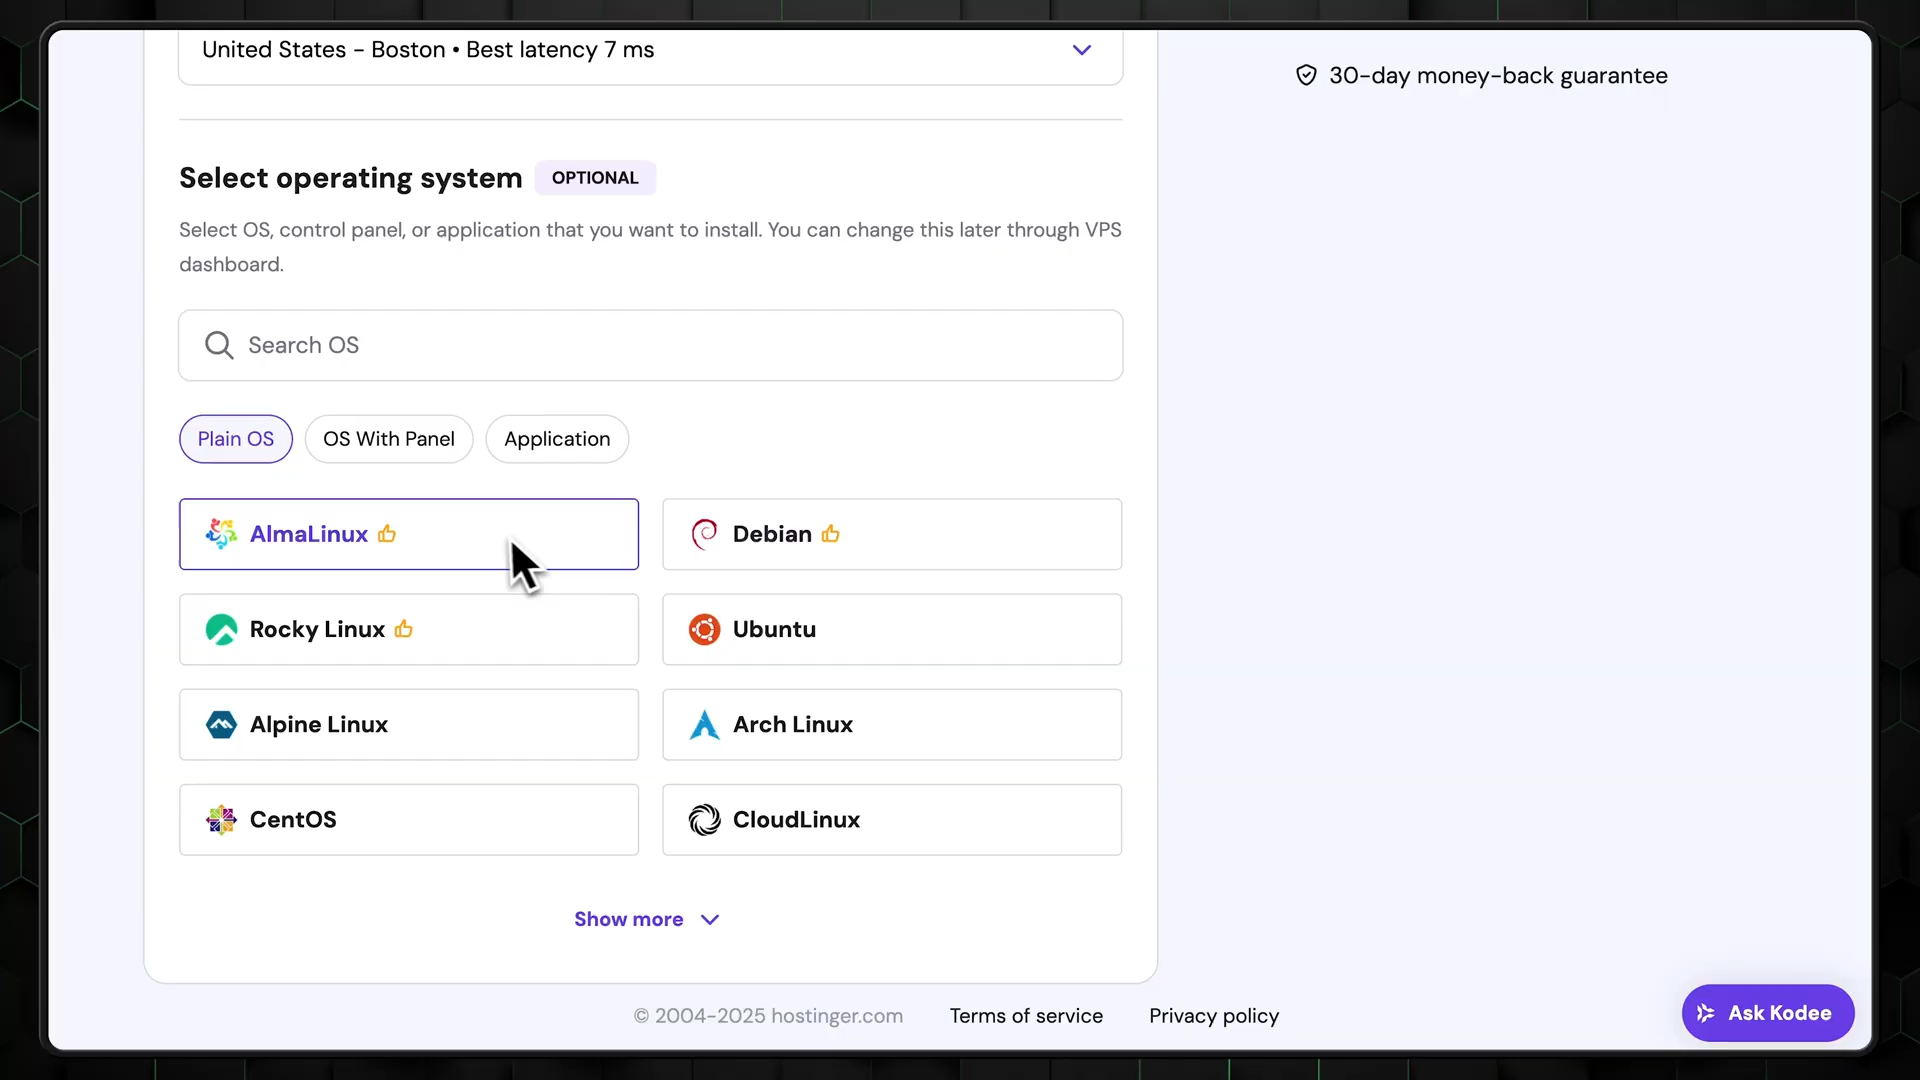 United States - Boston • Best latency 7 ms
30-day money-back guarantee
Select operating system
OPTIONAL
Select OS, control panel, or application that you want to install. You can change this later through VPS
dashboard.
Search OS
Plain OS
OS With Panel
Application
AlmaLinux
Debian
Rocky Linux
Ubuntu
Alpine Linux
Arch Linux
CentOS
CloudLinux
Show more
© 2004-2025 hostinger.com
Terms of service
Privacy policy
Ask Kodee